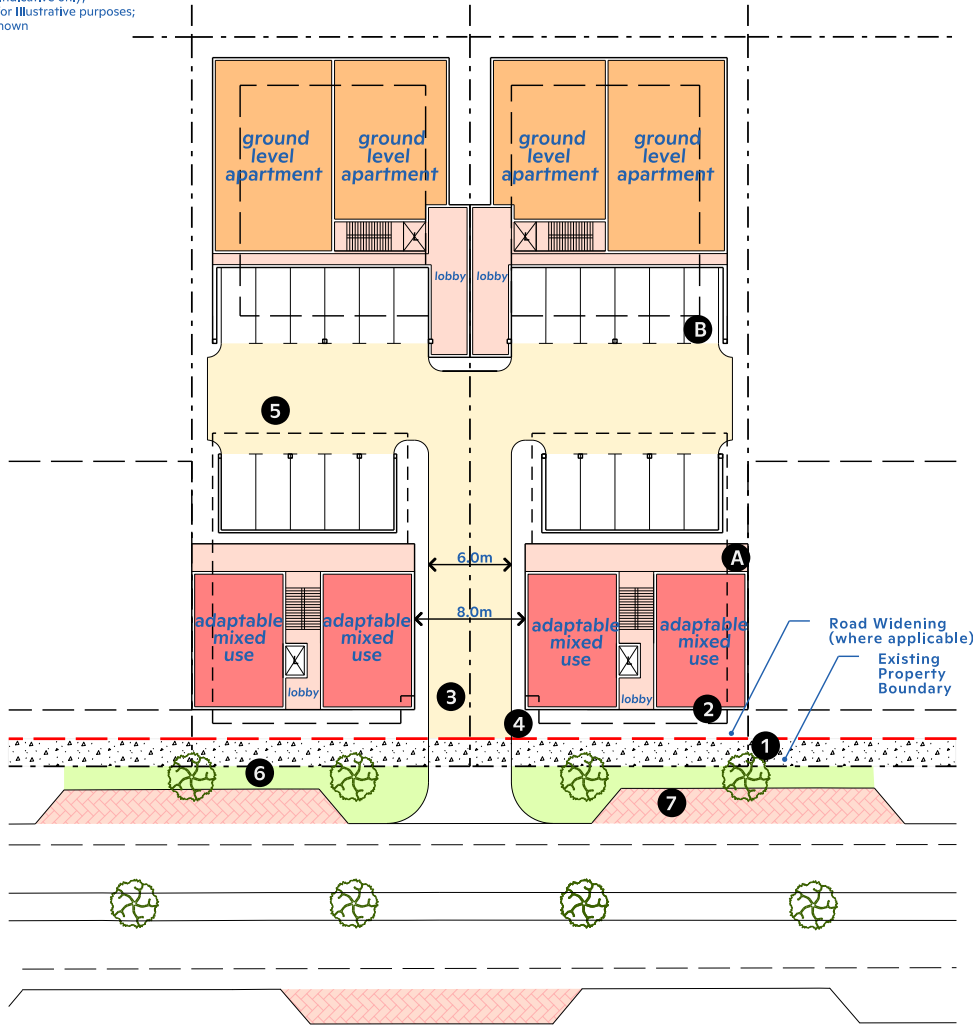 or Illustrative purposes;
ground
level
apartment
ground
level
apartment
ground
level
apartment
ground
level
apartment
L
L
lobby
lobby
B
5
A
6.0m
8.0m
adaptable
mixed
use
adaptable
mixed
use
adaptable
mixed
use
adaptable
mixed
use
L
L
lobby
lobby
Road Widening
(where applicable)
Existing
Property
Boundary
3
4
2
1
6
7